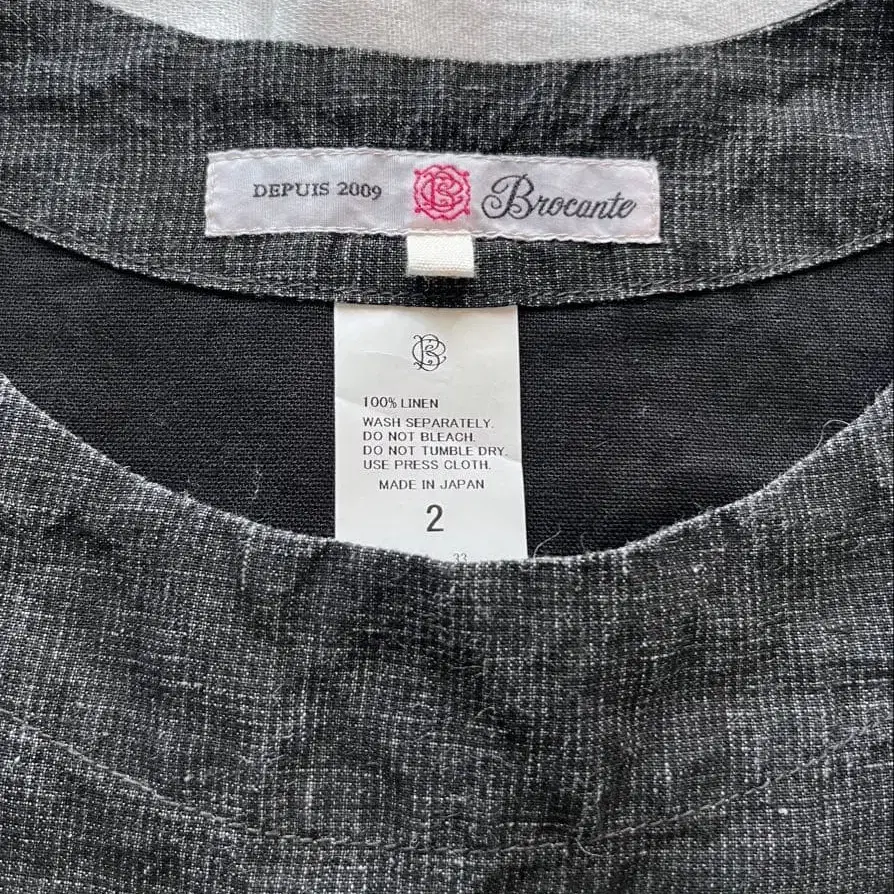 DEPUIS 2009 Brocante
100% LINEN
WASH SEPARATELY.
DO NOT BLEACH.
DO NOT TUMBLE DRY.
USE PRESS CLOTH.
MADE IN JAPAN
2